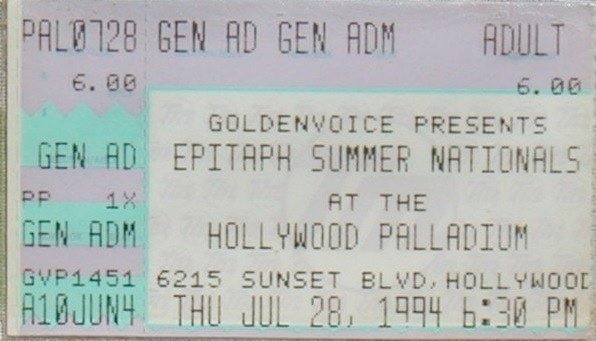 PAL0728 GEN AD GEN ADM ADULT
6.00 6.00
GOLDENVOICE PRESENTS
GEN AD EPITAPH SUMMER NATIONALS
PP 1X AT THE
GEN ADM HOLLYWOOD PALLADIUM
GVP1451 6215 SUNSET BLVD, HOLLYWOOD
A10JUN4 THU JUL 28, 1994 6:30 PM